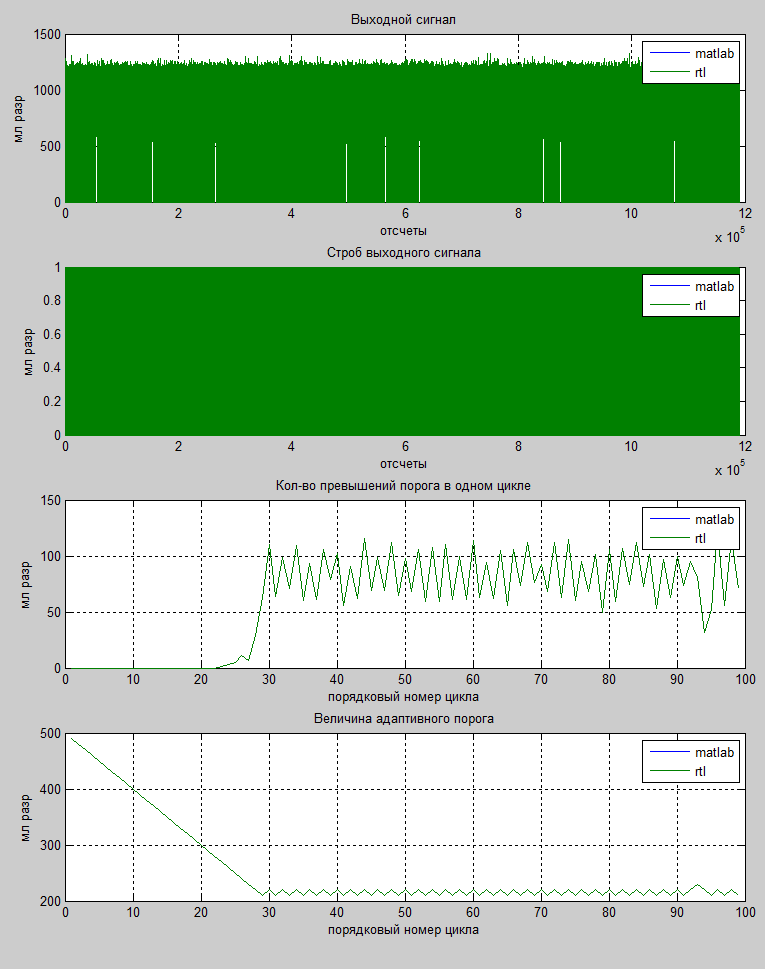 Выходной сигнал
1500
1000
500
0
мл разр
matlab
rtl
0 2 4 6 8 10 12
отсчеты
x 10^5
Строб выходного сигнала
1
0.8
0.6
0.4
0.2
0
мл разр
matlab
rtl
0 2 4 6 8 10 12
отсчеты
x 10^5
Кол-во превышений порога в одном цикле
150
100
50
0
мл разр
matlab
rtl
0 10 20 30 40 50 60 70 80 90 100
порядковый номер цикла
Величина адаптивного порога
500
400
300
200
мл разр
matlab
rtl
0 10 20 30 40 50 60 70 80 90 100
порядковый номер цикла